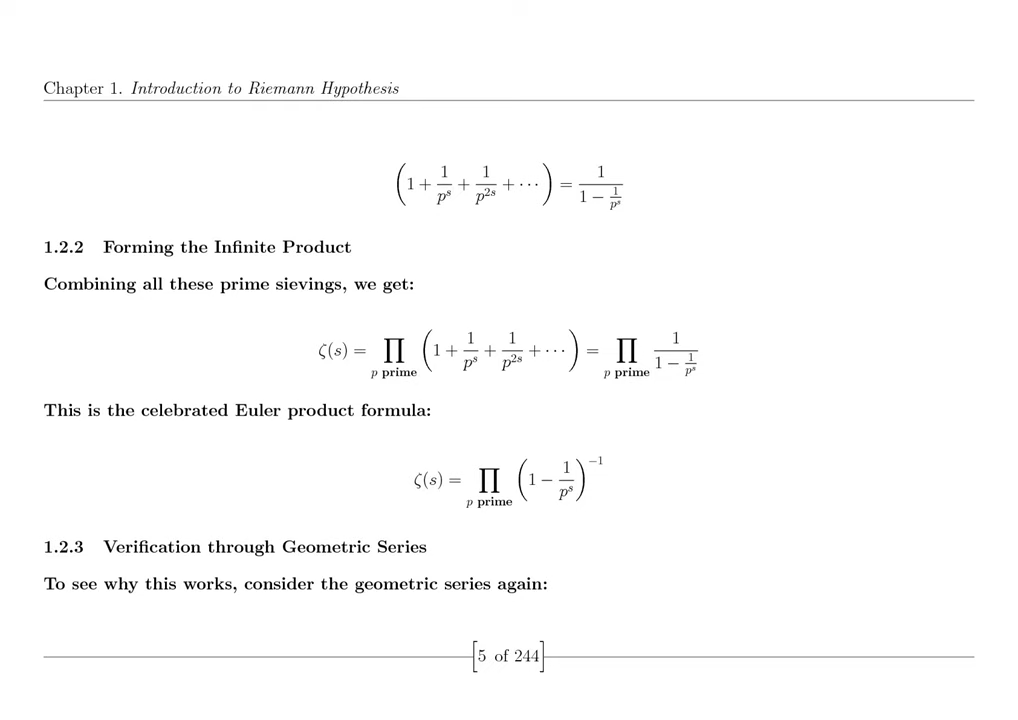 Chapter 1. Introduction to Riemann Hypothesis
(1 + 1/p^s + 1/p^{2s} + ⋯) = 1/(1 − 1/p^s)
1.2.2 Forming the Infinite Product
Combining all these prime sievings, we get:
ζ(s) = ∏_{p prime} (1 + 1/p^s + 1/p^{2s} + ⋯) = ∏_{p prime} 1/(1 − 1/p^s)
This is the celebrated Euler product formula:
ζ(s) = ∏_{p prime} (1 − 1/p^s)^{−1}
1.2.3 Verification through Geometric Series
To see why this works, consider the geometric series again:
[5 of 244]